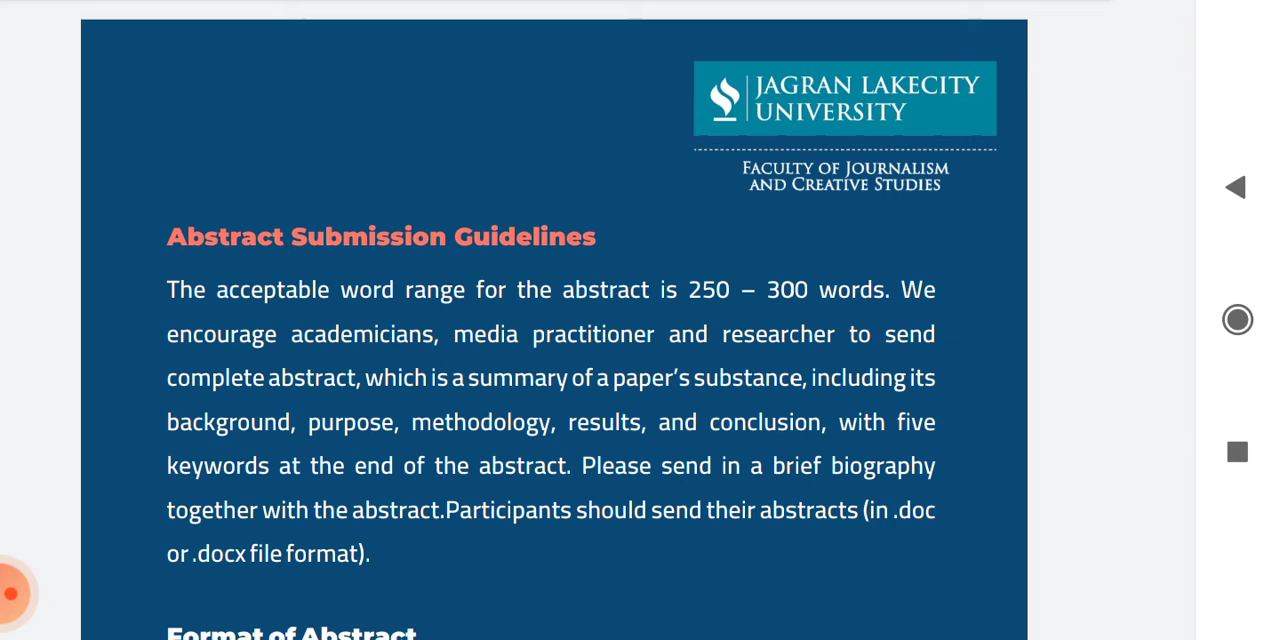 JAGRAN LAKECITY
UNIVERSITY
FACULTY OF JOURNALISM
AND CREATIVE STUDIES
Abstract Submission Guidelines
The acceptable word range for the abstract is 250 – 300 words. We
encourage academicians, media practitioner and researcher to send
complete abstract, which is a summary of a paper’s substance, including its
background, purpose, methodology, results, and conclusion, with five
keywords at the end of the abstract. Please send in a brief biography
together with the abstract.Participants should send their abstracts (in .doc
or .docx file format).
Format of Abstract